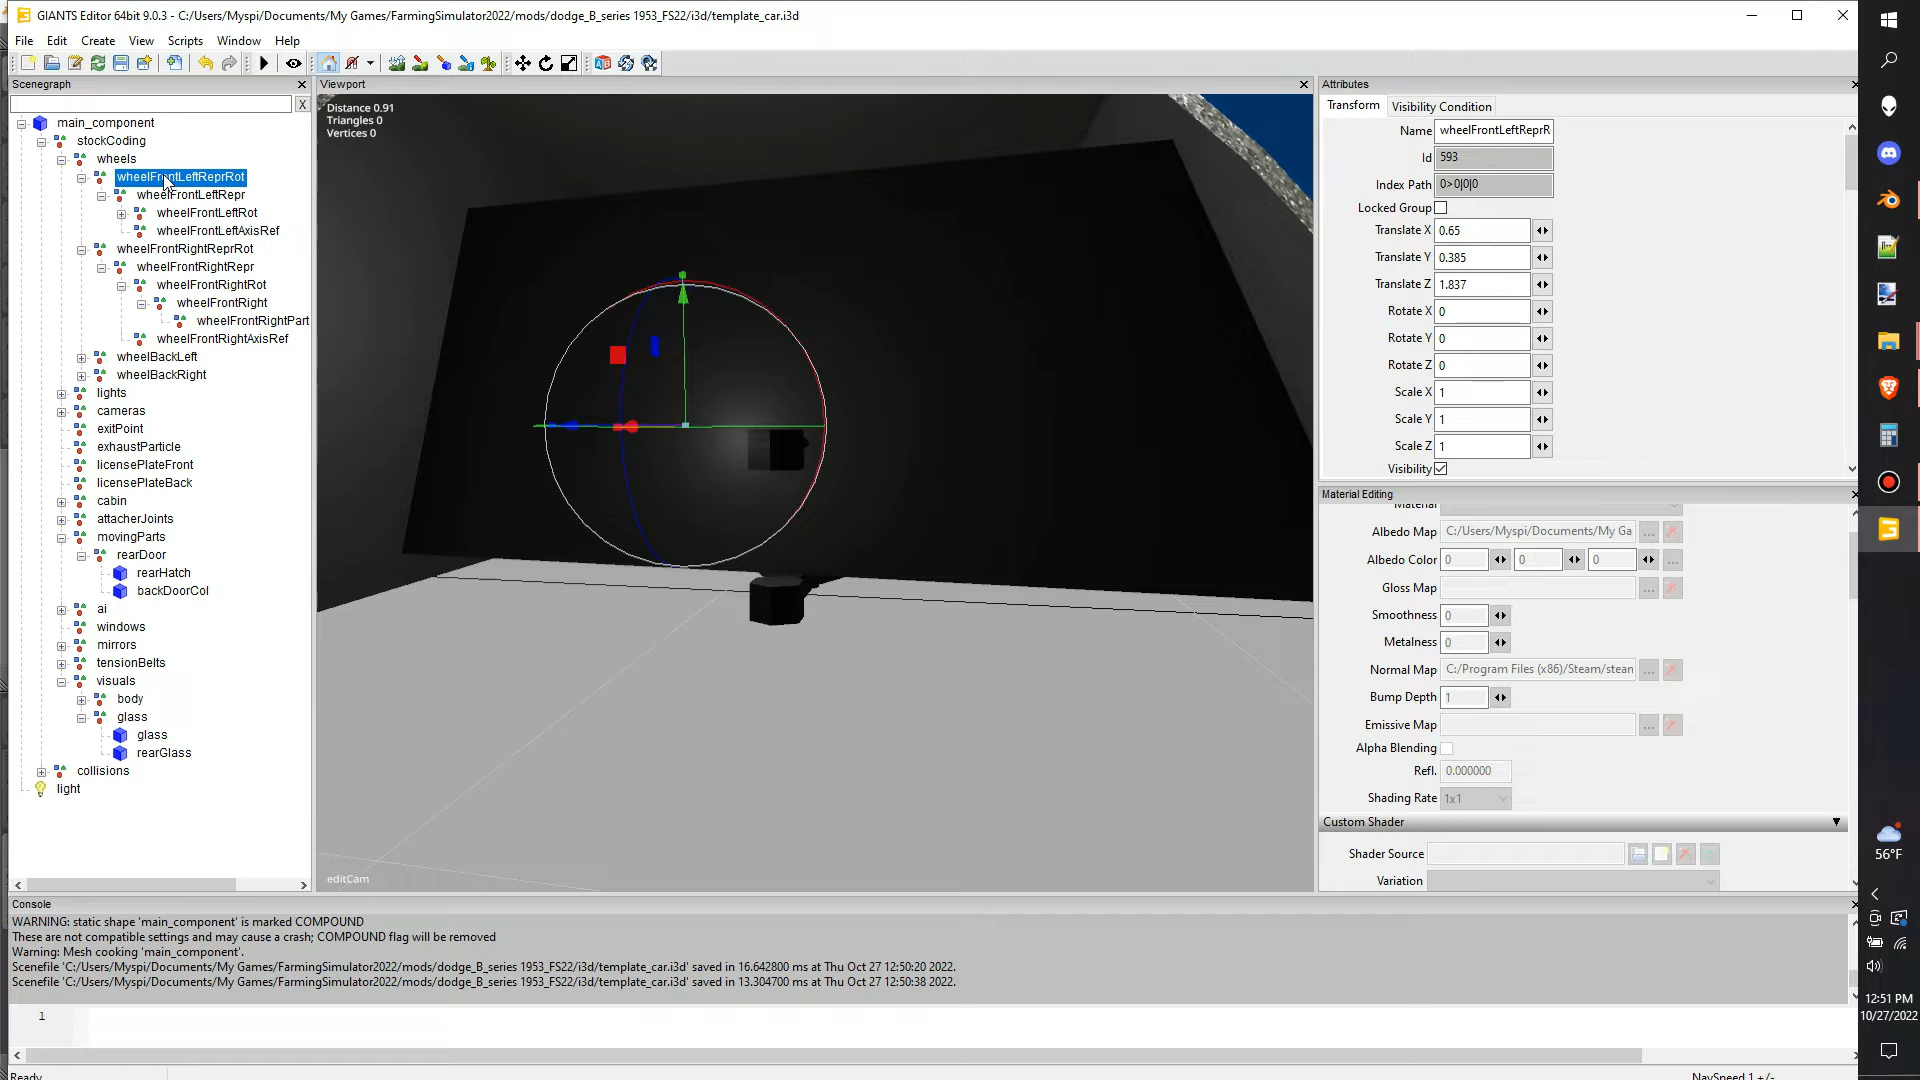 GIANTS Editor 64bit 9.0.3 - C:/Users/Myspi/Documents/My Games/FarmingSimulator2022/mods/dodge_B_series 1953_FS22/i3d/template_car.i3d
File Edit Create View Scripts Window Help
Scenegraph
X
main_component
stockCoding
wheels
wheelFrontLeftReprRot
wheelFrontLeftRepr
wheelFrontLeftRot
wheelFrontLeftAxisRef
wheelFrontRightReprRot
wheelFrontRightRepr
wheelFrontRightRot
wheelFrontRight
wheelFrontRightPart
wheelFrontRightAxisRef
wheelBackLeft
wheelBackRight
lights
cameras
exitPoint
exhaustParticle
licensePlateFront
licensePlateBack
cabin
attacherJoints
movingParts
rearDoor
rearHatch
backDoorCol
ai
windows
mirrors
tensionBelts
visuals
body
glass
glass
rearGlass
collisions
light
Viewport
Distance 0.91
Triangles 0
Vertices 0
editCam
Attributes
Transform Visibility Condition
Name wheelFrontLeftReprR
Id 593
Index Path 0>0|0|0
Locked Group
Translate X 0.65
Translate Y 0.385
Translate Z 1.837
Rotate X 0
Rotate Y 0
Rotate Z 0
Scale X 1
Scale Y 1
Scale Z 1
Visibility
Material Editing
Material
Albedo Map C:/Users/Myspi/Documents/My Ga ...
Albedo Color 0 0 0 ...
Gloss Map ...
Smoothness 0
Metalness 0
Normal Map C:/Program Files (x86)/Steam/stean ...
Bump Depth 1
Emissive Map ...
Alpha Blending
Refl. 0.000000
Shading Rate 1x1
Custom Shader
Shader Source
Variation
Console
WARNING: static shape 'main_component' is marked COMPOUND
These are not compatible settings and may cause a crash; COMPOUND flag will be removed
Warning: Mesh cooking 'main_component'.
Scenefile 'C:/Users/Myspi/Documents/My Games/FarmingSimulator2022/mods/dodge_B_series 1953_FS22/i3d/template_car.i3d' saved in 16.642800 ms at Thu Oct 27 12:50:20 2022.
Scenefile 'C:/Users/Myspi/Documents/My Games/FarmingSimulator2022/mods/dodge_B_series 1953_FS22/i3d/template_car.i3d' saved in 13.304700 ms at Thu Oct 27 12:50:38 2022.
1
Ready
NavSpeed 1 +/-
56°F
12:51 PM
10/27/2022